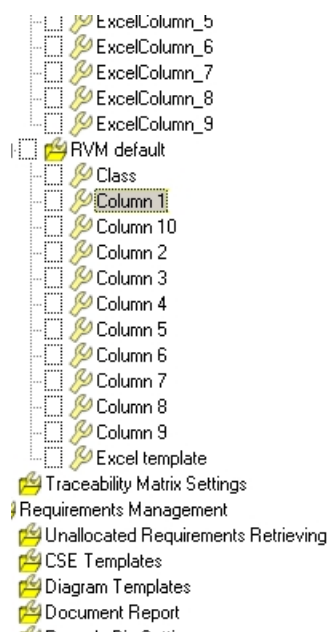 ExcelColumn_5
ExcelColumn_6
ExcelColumn_7
ExcelColumn_8
ExcelColumn_9
RVM default
Class
Column 1
Column 10
Column 2
Column 3
Column 4
Column 5
Column 6
Column 7
Column 8
Column 9
Excel template
Traceability Matrix Settings
Requirements Management
Unallocated Requirements Retrieving
CSE Templates
Diagram Templates
Document Report